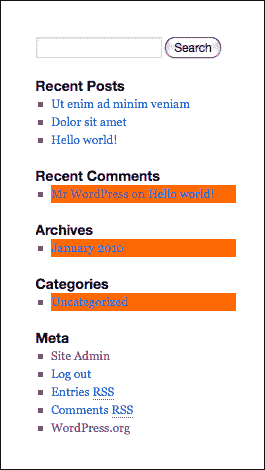 Search
Recent Posts
Ut enim ad minim veniam
Dolor sit amet
Hello world!
Recent Comments
Mr WordPress on Hello world!
Archives
January 2010
Categories
Uncategorized
Meta
Site Admin
Log out
Entries RSS
Comments RSS
WordPress.org